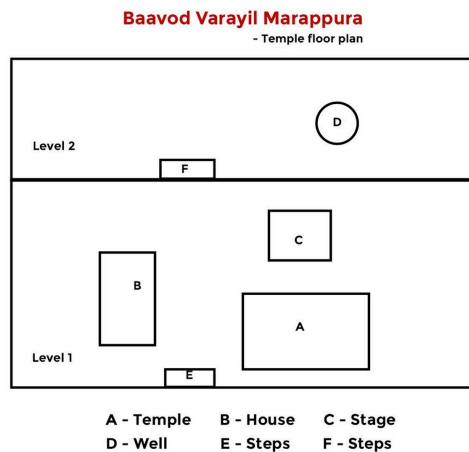 Baavod Varayil Marappura
- Temple floor plan
D
Level 2
F
C
B
A
Level 1
E
A - Temple B - House C - Stage
D - Well E - Steps F - Steps